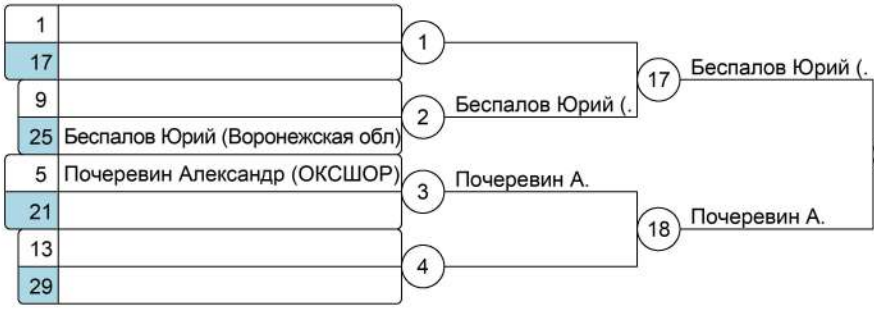 1
17
1
9
25 Беспалов Юрий (Воронежская обл)
2
Беспалов Юрий (.
17
Беспалов Юрий (.
5 Почеревин Александр (ОКСШОР)
21
3
Почеревин А.
13
29
4
18
Почеревин А.